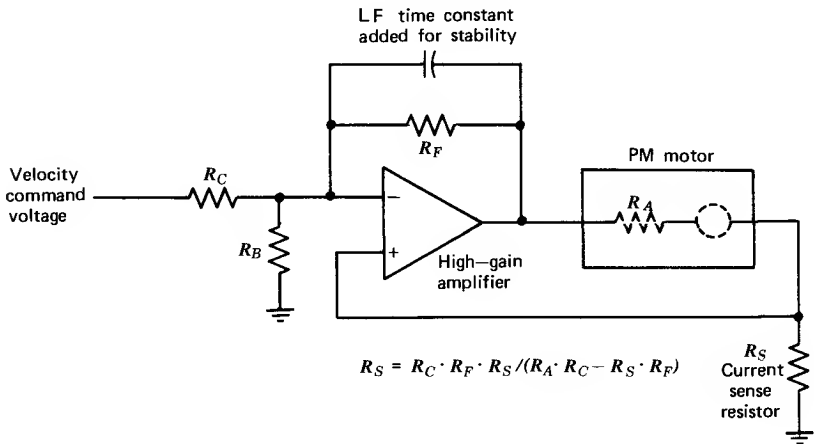 LF time constant
added for stability
R_F
PM motor
Velocity
command
voltage
R_C
R_A
−
R_B
+
High–gain
amplifier
R_S = R_C · R_F · R_S/(R_A · R_C – R_S · R_F)
R_S
Current
sense
resistor